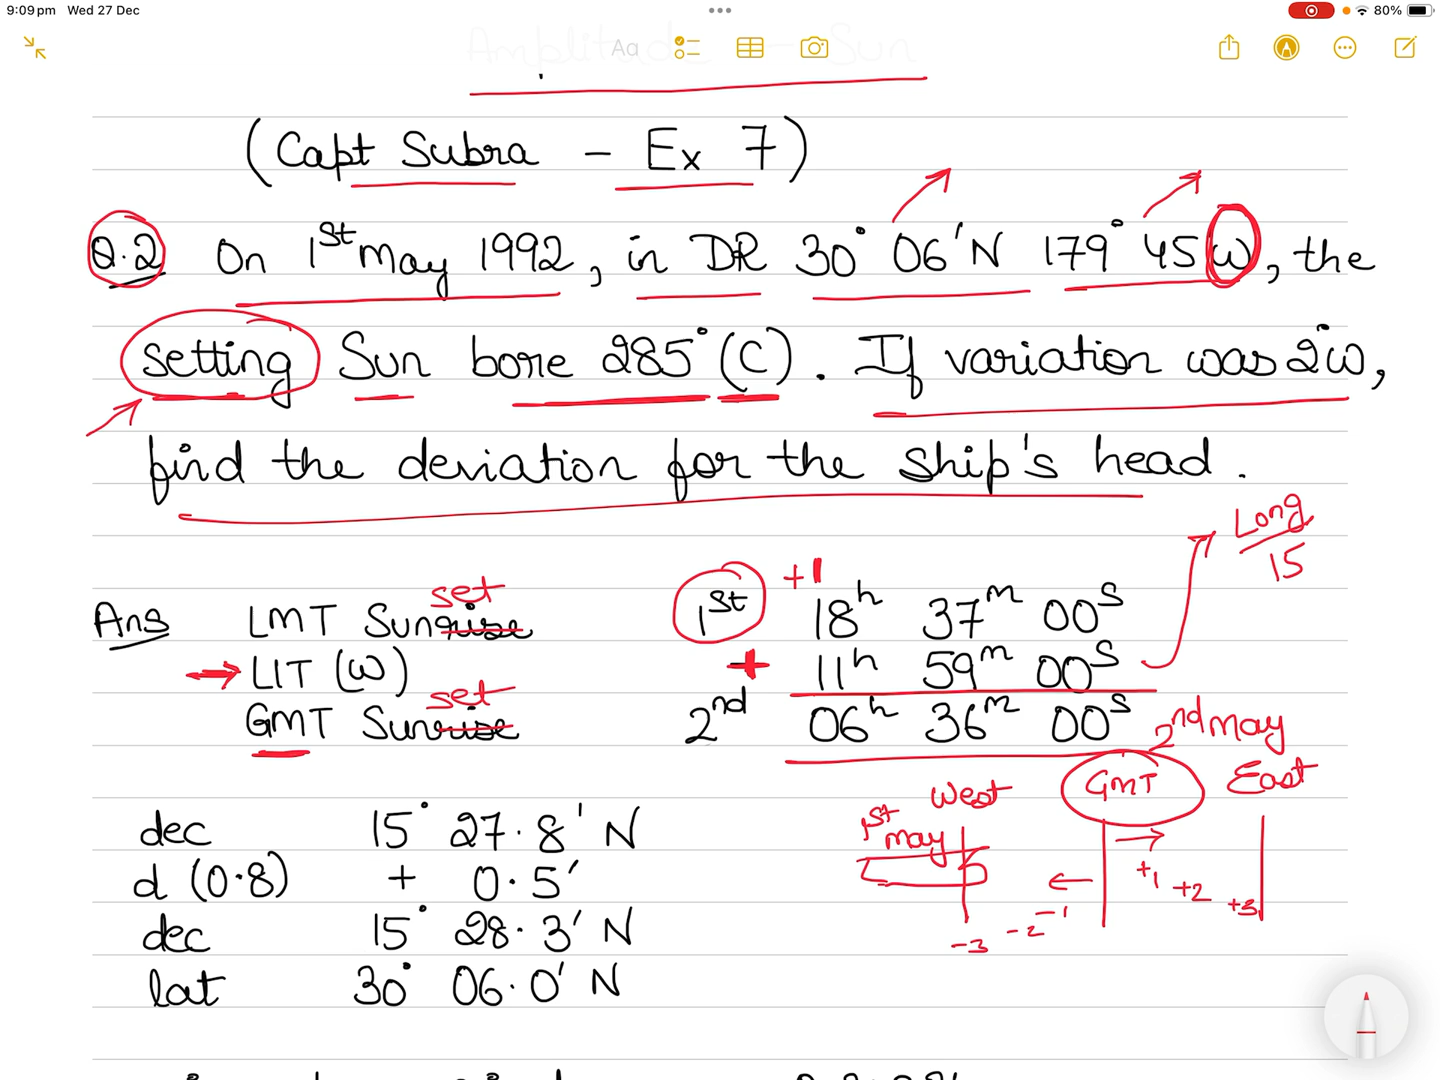 9:09 pm Wed 27 Dec
80%
Amplitude - Sun
Aa
(Capt Subra - Ex 7)
Q.2 On 1st May 1992, in DR 30° 06'N 179° 45 W, the
setting Sun bore 285° (C). If variation was 2°W,
find the deviation for the ship's head.
Long
15
+1
set
Ans LMT Sunrise 1st 18h 37m 00s
LIT (W) + 11h 59m 00s
set
GMT Sunrise 2nd 06h 36m 00s
2nd May
West GMT East
1st May
dec 15° 27.8' N
d (0.8) + 0.5'
+1 +2 +3
-3 -2 -1
dec 15° 28.3' N
lat 30° 06.0' N